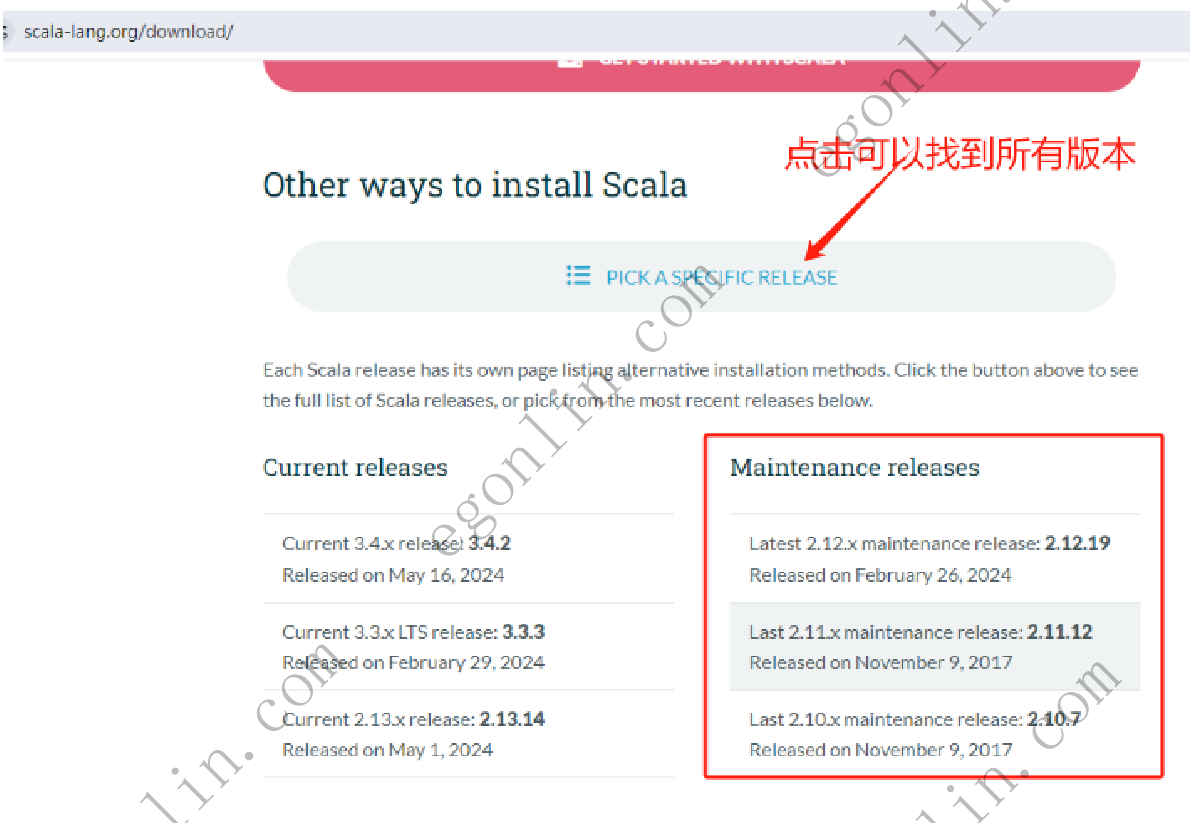 scala-lang.org/download/
GET STARTED WITH SCALA
点击可以找到所有版本
Other ways to install Scala
PICK A SPECIFIC RELEASE
Each Scala release has its own page listing alternative installation methods. Click the button above to see
the full list of Scala releases, or pick from the most recent releases below.
Current releases
Current 3.4.x release: 3.4.2
Released on May 16, 2024
Current 3.3.x LTS release: 3.3.3
Released on February 29, 2024
Current 2.13.x release: 2.13.14
Released on May 1, 2024
Maintenance releases
Latest 2.12.x maintenance release: 2.12.19
Released on February 26, 2024
Last 2.11.x maintenance release: 2.11.12
Released on November 9, 2017
Last 2.10.x maintenance release: 2.10.7
Released on November 9, 2017
egonlin.com
egonlin.
lin.com
lin.com